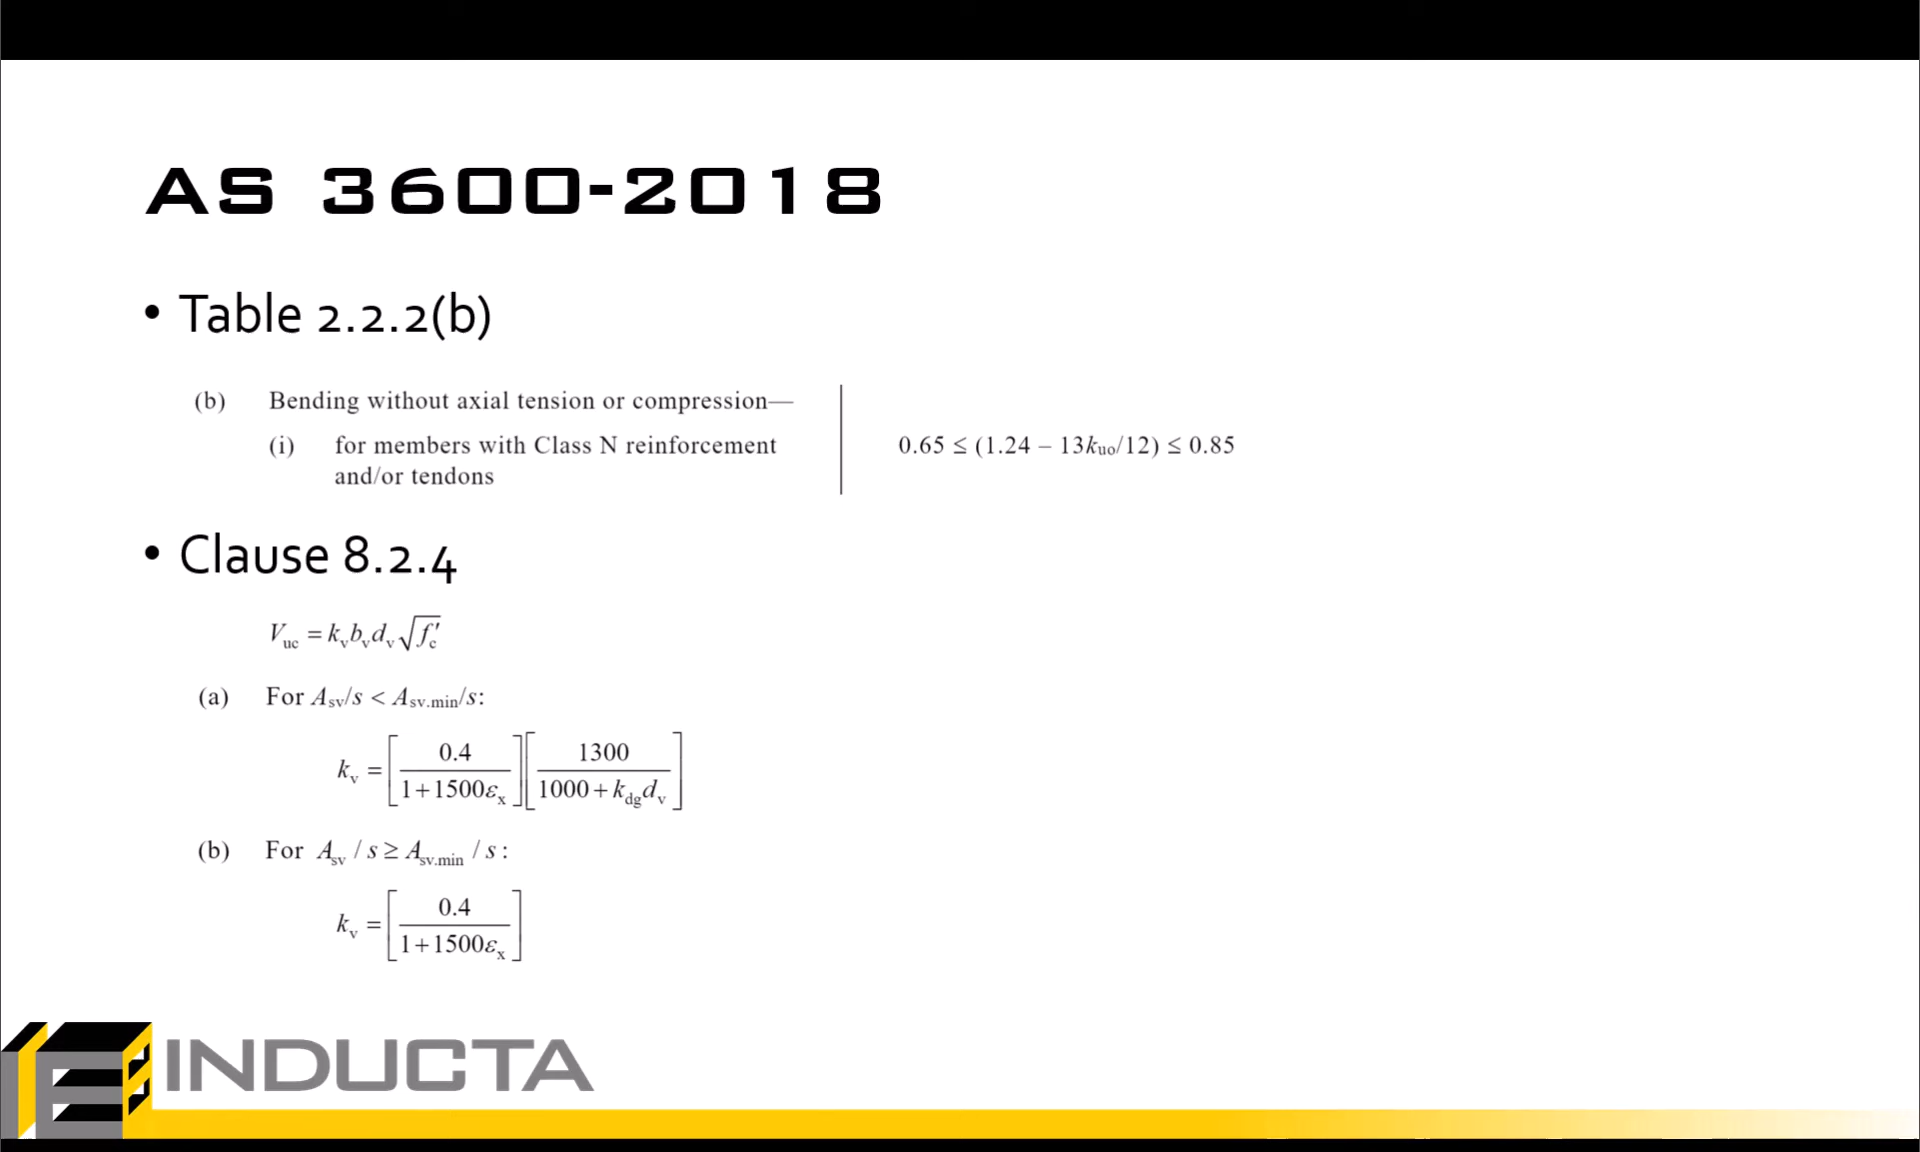 AS 3600-2018
• Table 2.2.2(b)
(b) Bending without axial tension or compression—
(i) for members with Class N reinforcement 0.65 ≤ (1.24 – 13kuo/12) ≤ 0.85
and/or tendons
• Clause 8.2.4
Vuc = kvbvdv√f′c
(a) For Asv/s < Asv.min/s:
kv = [0.4 / (1+1500εx)] [1300 / (1000+kdgdv)]
(b) For Asv / s ≥ Asv.min / s :
kv = [0.4 / (1+1500εx)]
INDUCTA